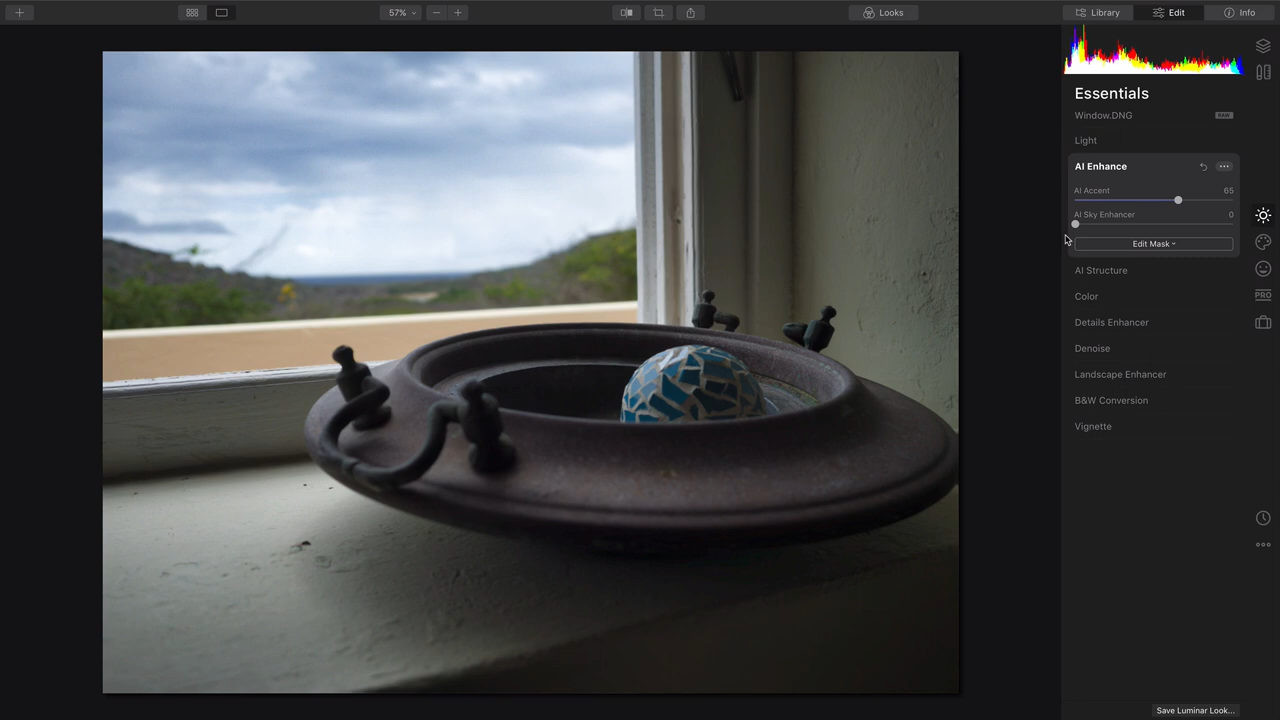 57%
Looks
Library
Edit
Info
Essentials
Window.DNG
RAW
Light
AI Enhance
AI Accent 65
AI Sky Enhancer 0
Edit Mask
AI Structure
Color
Details Enhancer
Denoise
Landscape Enhancer
B&W Conversion
Vignette
PRO
Save Luminar Look...